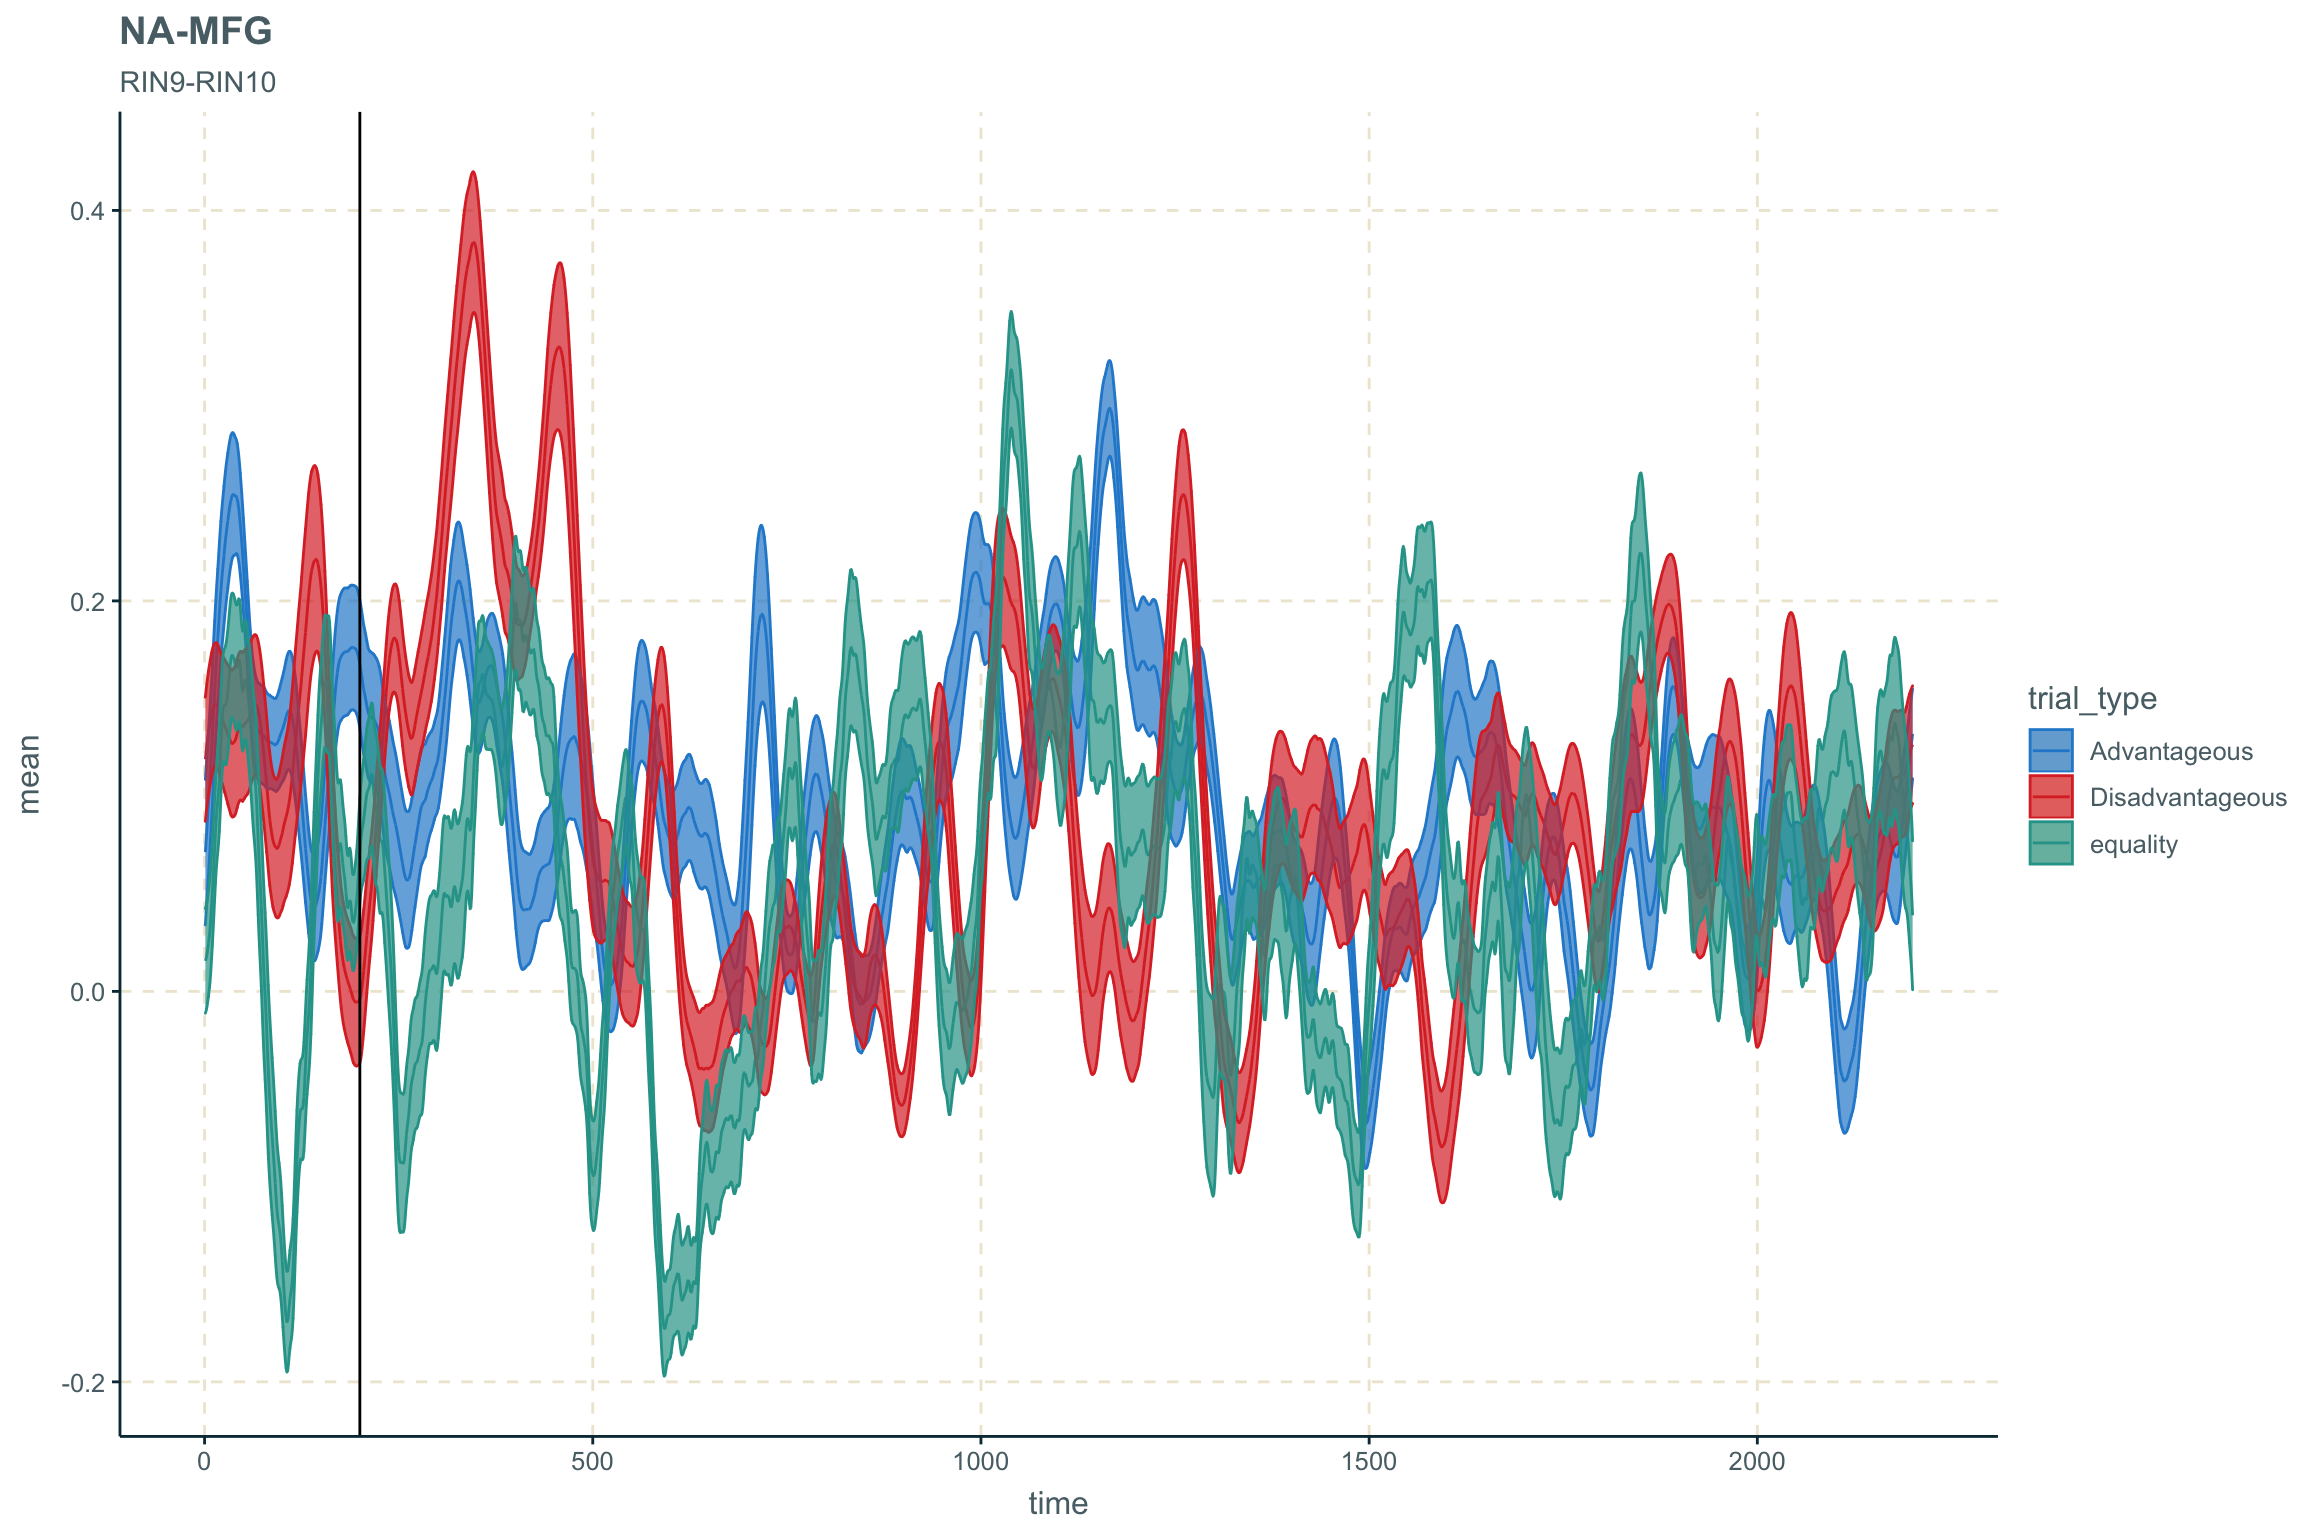 NA-MFG
RIN9-RIN10
mean
0.4
0.2
0.0
-0.2
0
500
1000
1500
2000
time
trial_type
Advantageous
Disadvantageous
equality